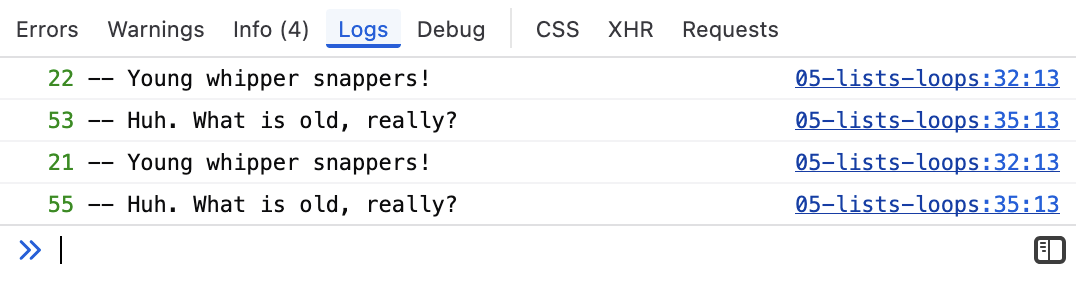 Errors Warnings Info (4) Logs Debug CSS XHR Requests
22 -- Young whipper snappers! 05-lists-loops:32:13
53 -- Huh. What is old, really? 05-lists-loops:35:13
21 -- Young whipper snappers! 05-lists-loops:32:13
55 -- Huh. What is old, really? 05-lists-loops:35:13